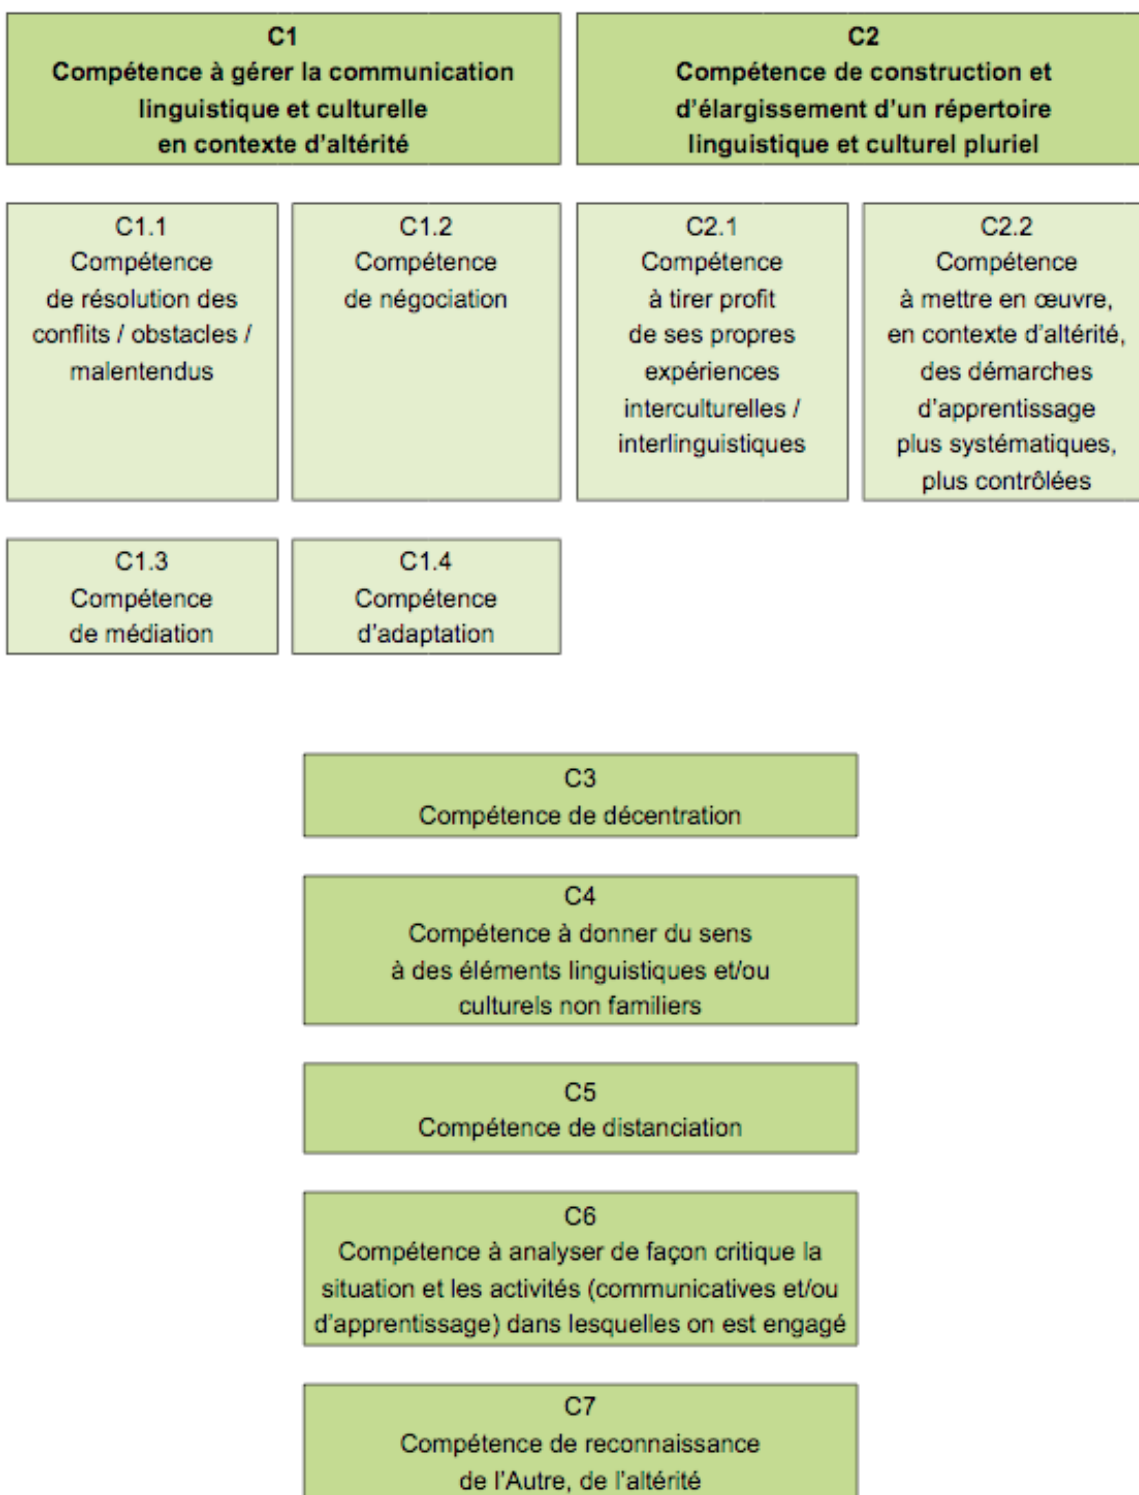 C1
Compétence à gérer la communication
linguistique et culturelle
en contexte d’altérité
C2
Compétence de construction et
d’élargissement d’un répertoire
linguistique et culturel pluriel
C1.1
Compétence
de résolution des
conflits / obstacles /
malentendus
C1.2
Compétence
de négociation
C2.1
Compétence
à tirer profit
de ses propres
expériences
interculturelles /
interlinguistiques
C2.2
Compétence
à mettre en œuvre,
en contexte d’altérité,
des démarches
d’apprentissage
plus systématiques,
plus contrôlées
C1.3
Compétence
de médiation
C1.4
Compétence
d’adaptation
C3
Compétence de décentration
C4
Compétence à donner du sens
à des éléments linguistiques et/ou
culturels non familiers
C5
Compétence de distanciation
C6
Compétence à analyser de façon critique la
situation et les activités (communicatives et/ou
d’apprentissage) dans lesquelles on est engagé
C7
Compétence de reconnaissance
de l’Autre, de l’altérité